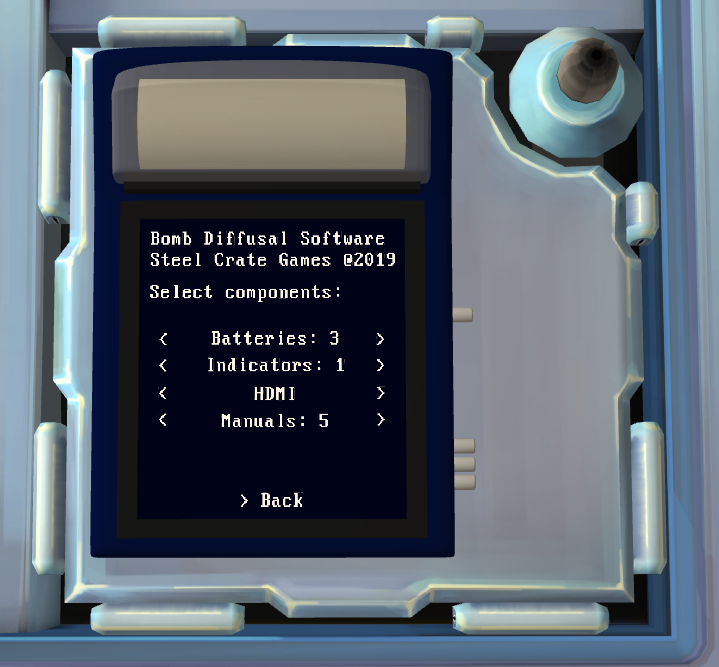 Bomb Diffusal Software
Steel Crate Games @2019
Select components:
< Batteries: 3 >
< Indicators: 1 >
< HDMI >
< Manuals: 5 >
> Back